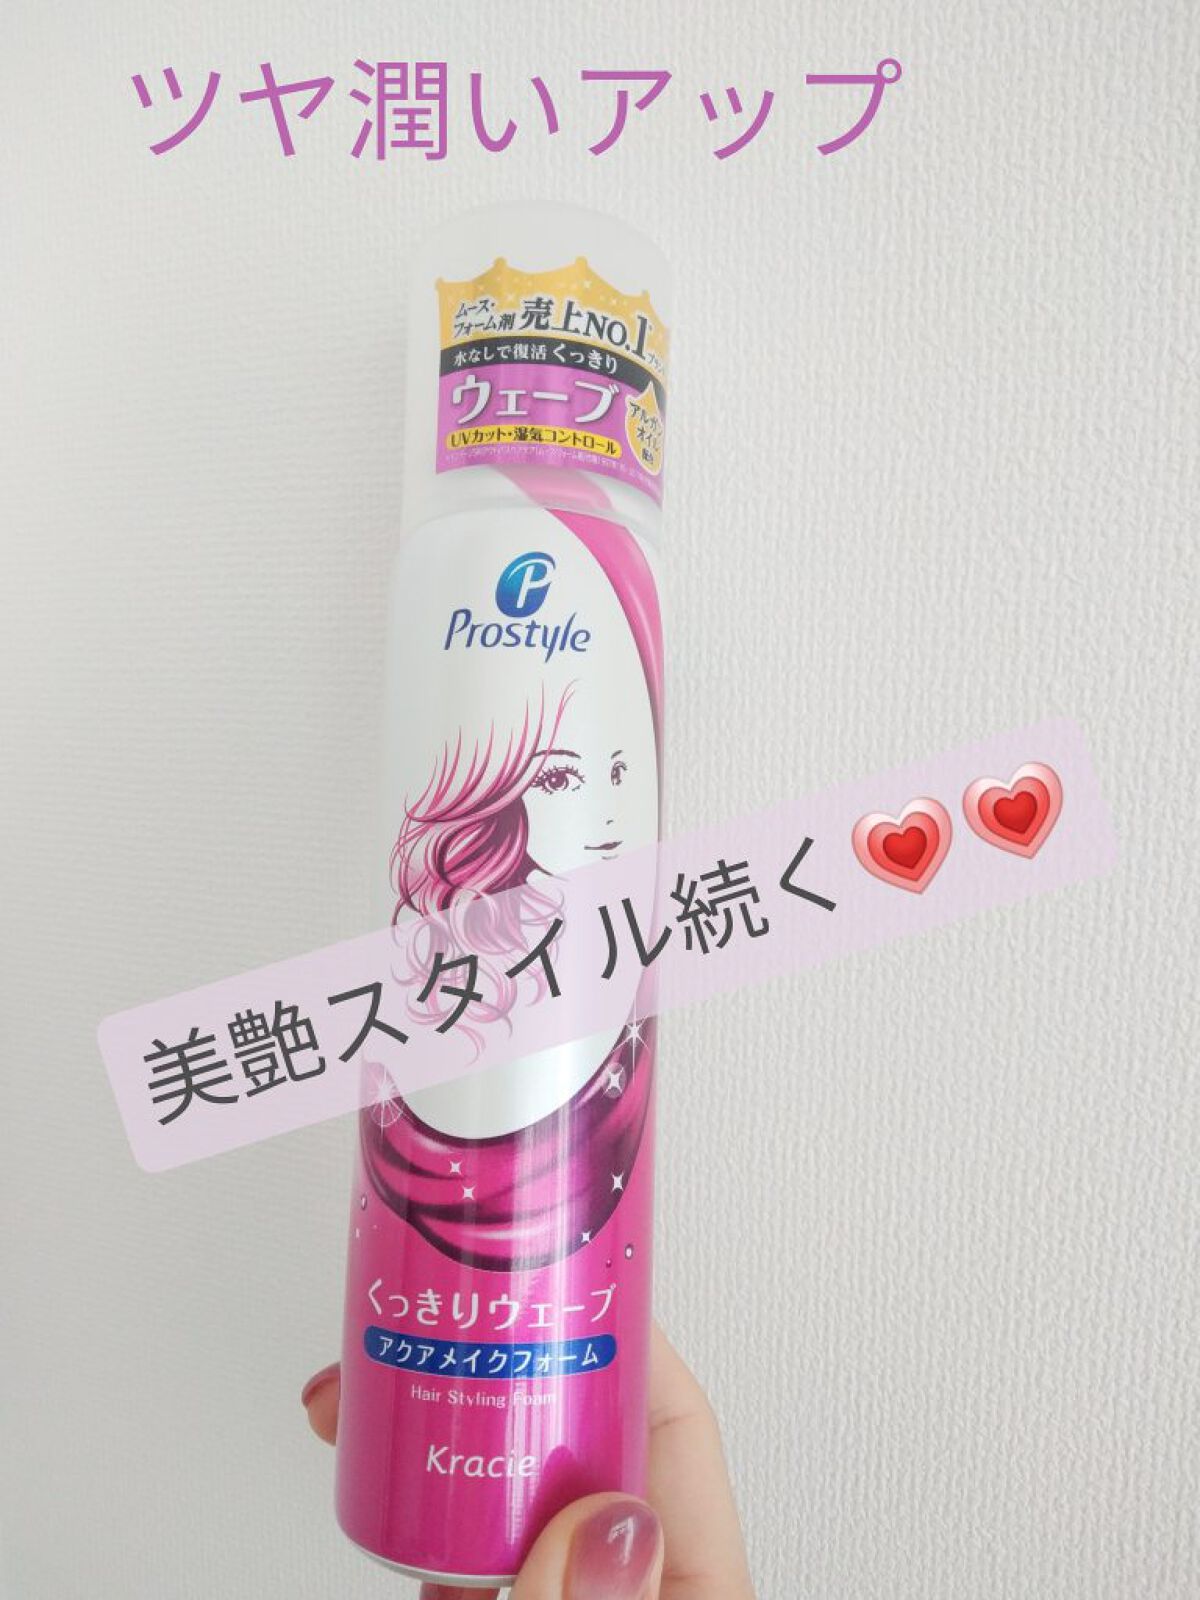 ツヤ潤いアップ
ムース・
フォーム剤 売上NO.1
水なしで復活 くっきり
ウェーブ
アルガン
オイル
配合
UVカット・湿気コントロール
P
Prostyle
美艶スタイル続く💗💗
くっきりウェーブ
アクアメイクフォーム
Hair Styling Foam
Kracie